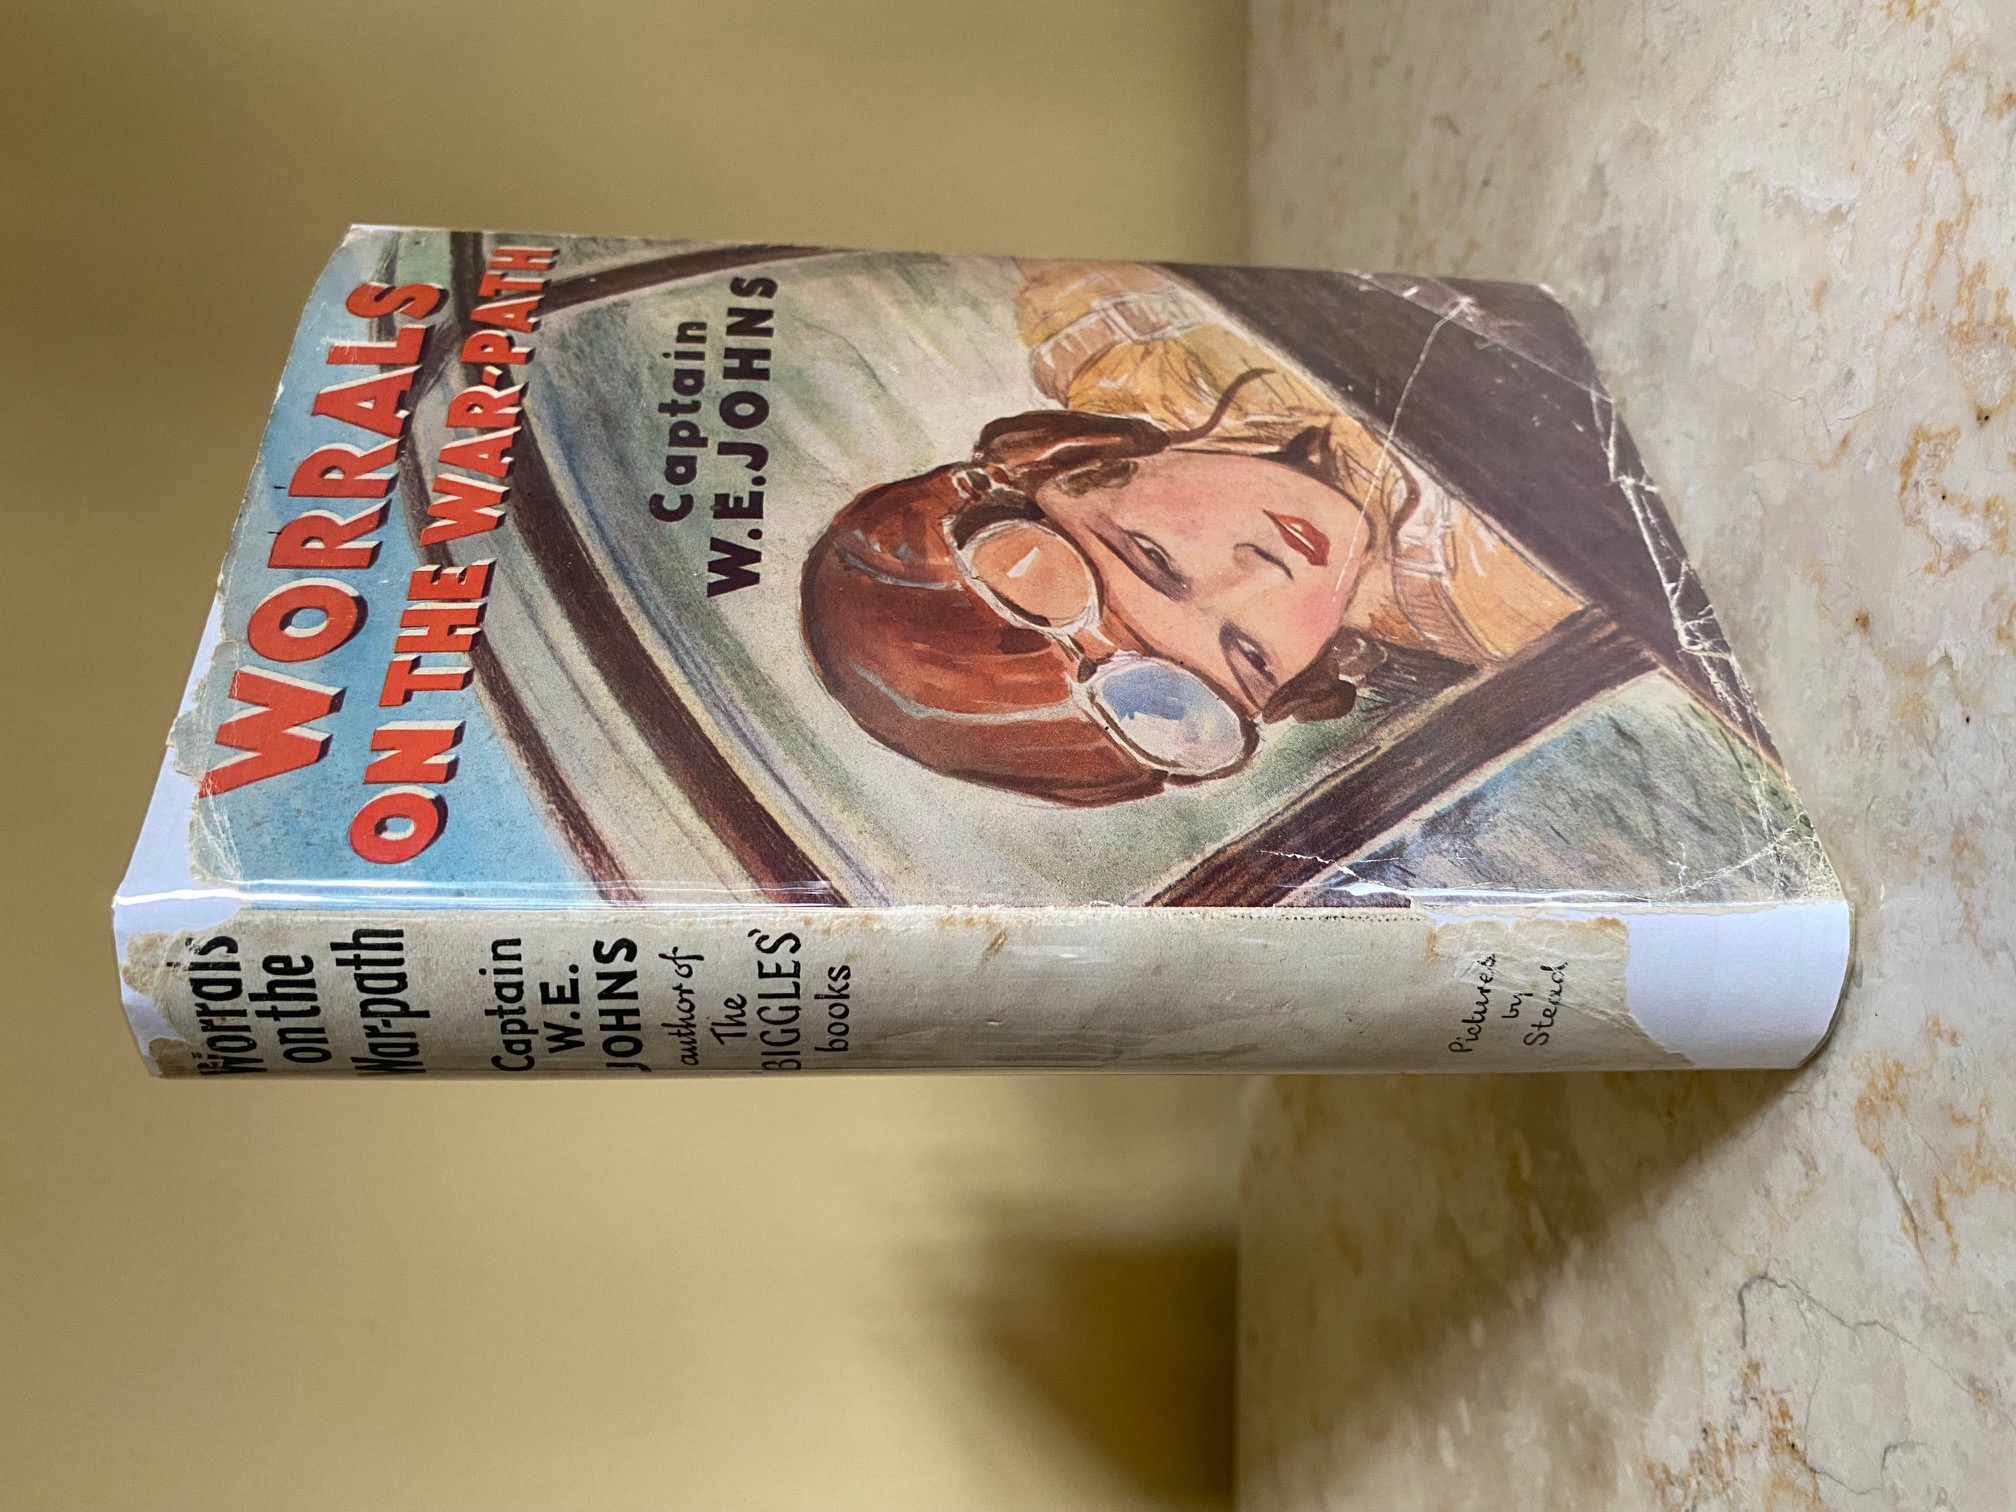 WORRALS
ON THE WAR-PATH
Captain
W.E.JOHNS
Worrals
on the
War-path
Captain
W.E.
JOHNS
author of
The
'BIGGLES'
books
Pictures
by
Stead